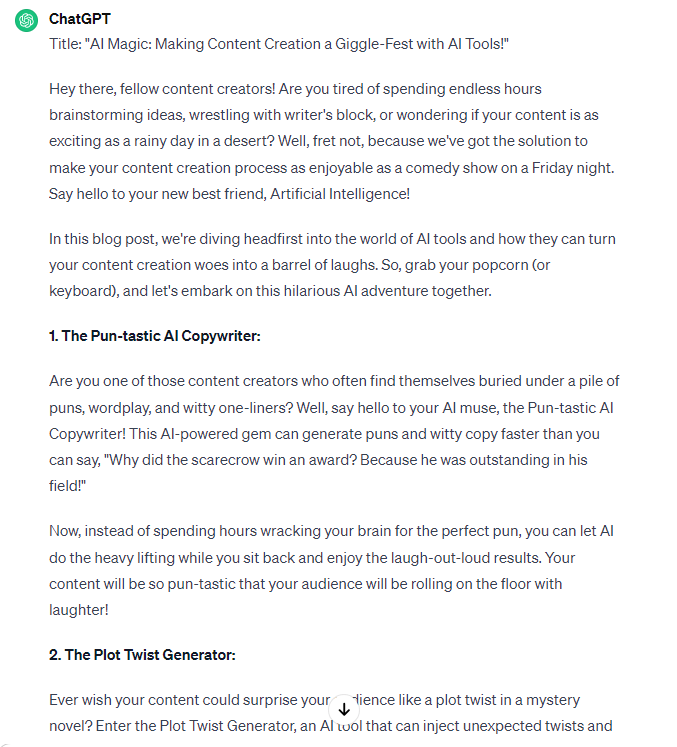 ChatGPT
Title: "AI Magic: Making Content Creation a Giggle-Fest with AI Tools!"
Hey there, fellow content creators! Are you tired of spending endless hours
brainstorming ideas, wrestling with writer's block, or wondering if your content is as
exciting as a rainy day in a desert? Well, fret not, because we've got the solution to
make your content creation process as enjoyable as a comedy show on a Friday night.
Say hello to your new best friend, Artificial Intelligence!
In this blog post, we're diving headfirst into the world of AI tools and how they can turn
your content creation woes into a barrel of laughs. So, grab your popcorn (or
keyboard), and let's embark on this hilarious AI adventure together.
1. The Pun-tastic AI Copywriter:
Are you one of those content creators who often find themselves buried under a pile of
puns, wordplay, and witty one-liners? Well, say hello to your AI muse, the Pun-tastic AI
Copywriter! This AI-powered gem can generate puns and witty copy faster than you
can say, "Why did the scarecrow win an award? Because he was outstanding in his
field!"
Now, instead of spending hours wracking your brain for the perfect pun, you can let AI
do the heavy lifting while you sit back and enjoy the laugh-out-loud results. Your
content will be so pun-tastic that your audience will be rolling on the floor with
laughter!
2. The Plot Twist Generator:
Ever wish your content could surprise your dience like a plot twist in a mystery
novel? Enter the Plot Twist Generator, an AI tool that can inject unexpected twists and